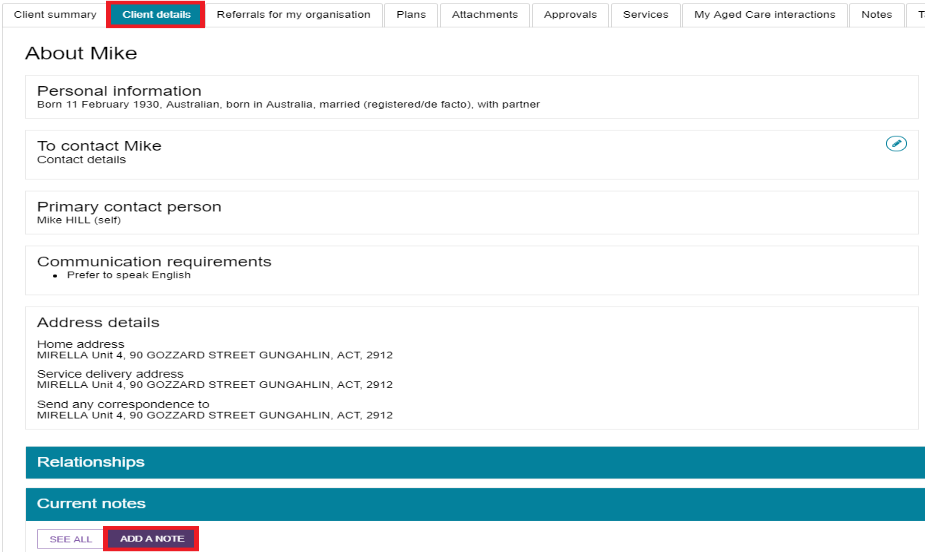 Client summary Client details Referrals for my organisation Plans Attachments Approvals Services My Aged Care interactions Notes
About Mike
Personal information
Born 11 February 1930, Australian, born in Australia, married (registered/de facto), with partner
To contact Mike
Contact details
Primary contact person
Mike HILL (self)
Communication requirements
• Prefer to speak English
Address details
Home address
MIRELLA Unit 4, 90 GOZZARD STREET GUNGAHLIN, ACT, 2912
Service delivery address
MIRELLA Unit 4, 90 GOZZARD STREET GUNGAHLIN, ACT, 2912
Send any correspondence to
MIRELLA Unit 4, 90 GOZZARD STREET GUNGAHLIN, ACT, 2912
Relationships
Current notes
SEE ALL ADD A NOTE